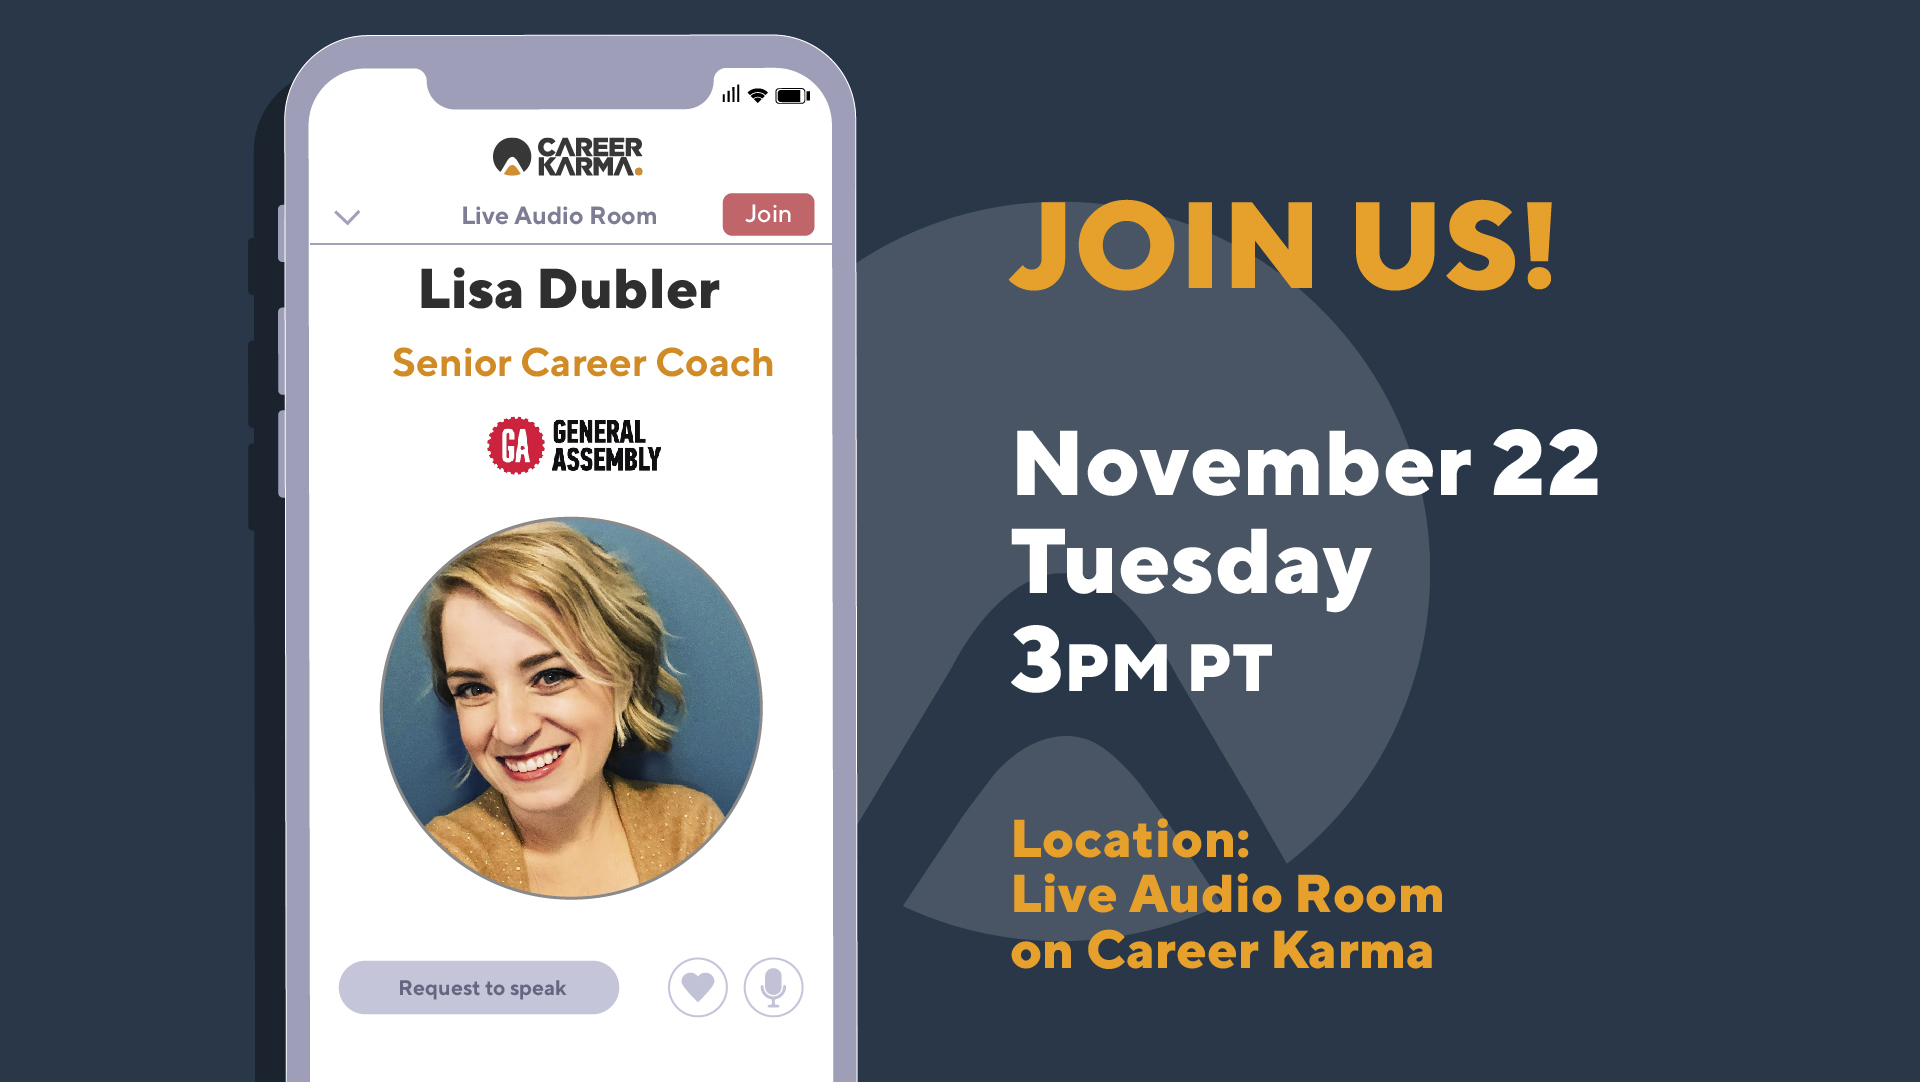 CAREER
KARMA.
Live Audio Room
Join
Lisa Dubler
Senior Career Coach
GA
GENERAL
ASSEMBLY
Request to speak
JOIN US!
November 22
Tuesday
3PM PT
Location:
Live Audio Room
on Career Karma